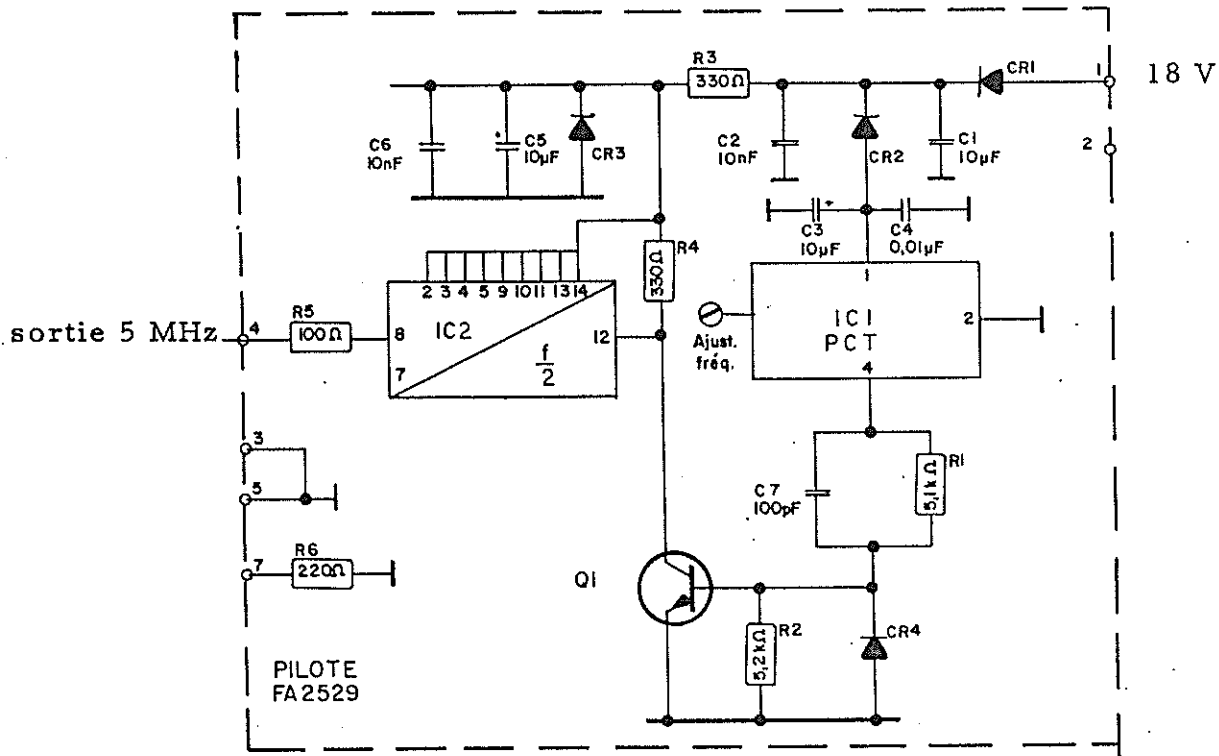 R3
330Ω
CR1
1
18 V
C6
10nF
C5
10µF
CR3
C2
10nF
CR2
C1
10µF
2
C3
10µF
C4
0,01µF
R4
330Ω
2 3 4 5 9 10 11 13 14
1
sortie 5 MHz
4
R5
100Ω
8
IC2
12
7
f/2
Ajust.
fréq.
IC1
PCT
2
4
3
5
C7
100pF
R1
5,1kΩ
7
R6
220Ω
Q1
R2
5,2kΩ
CR4
PILOTE
FA2529